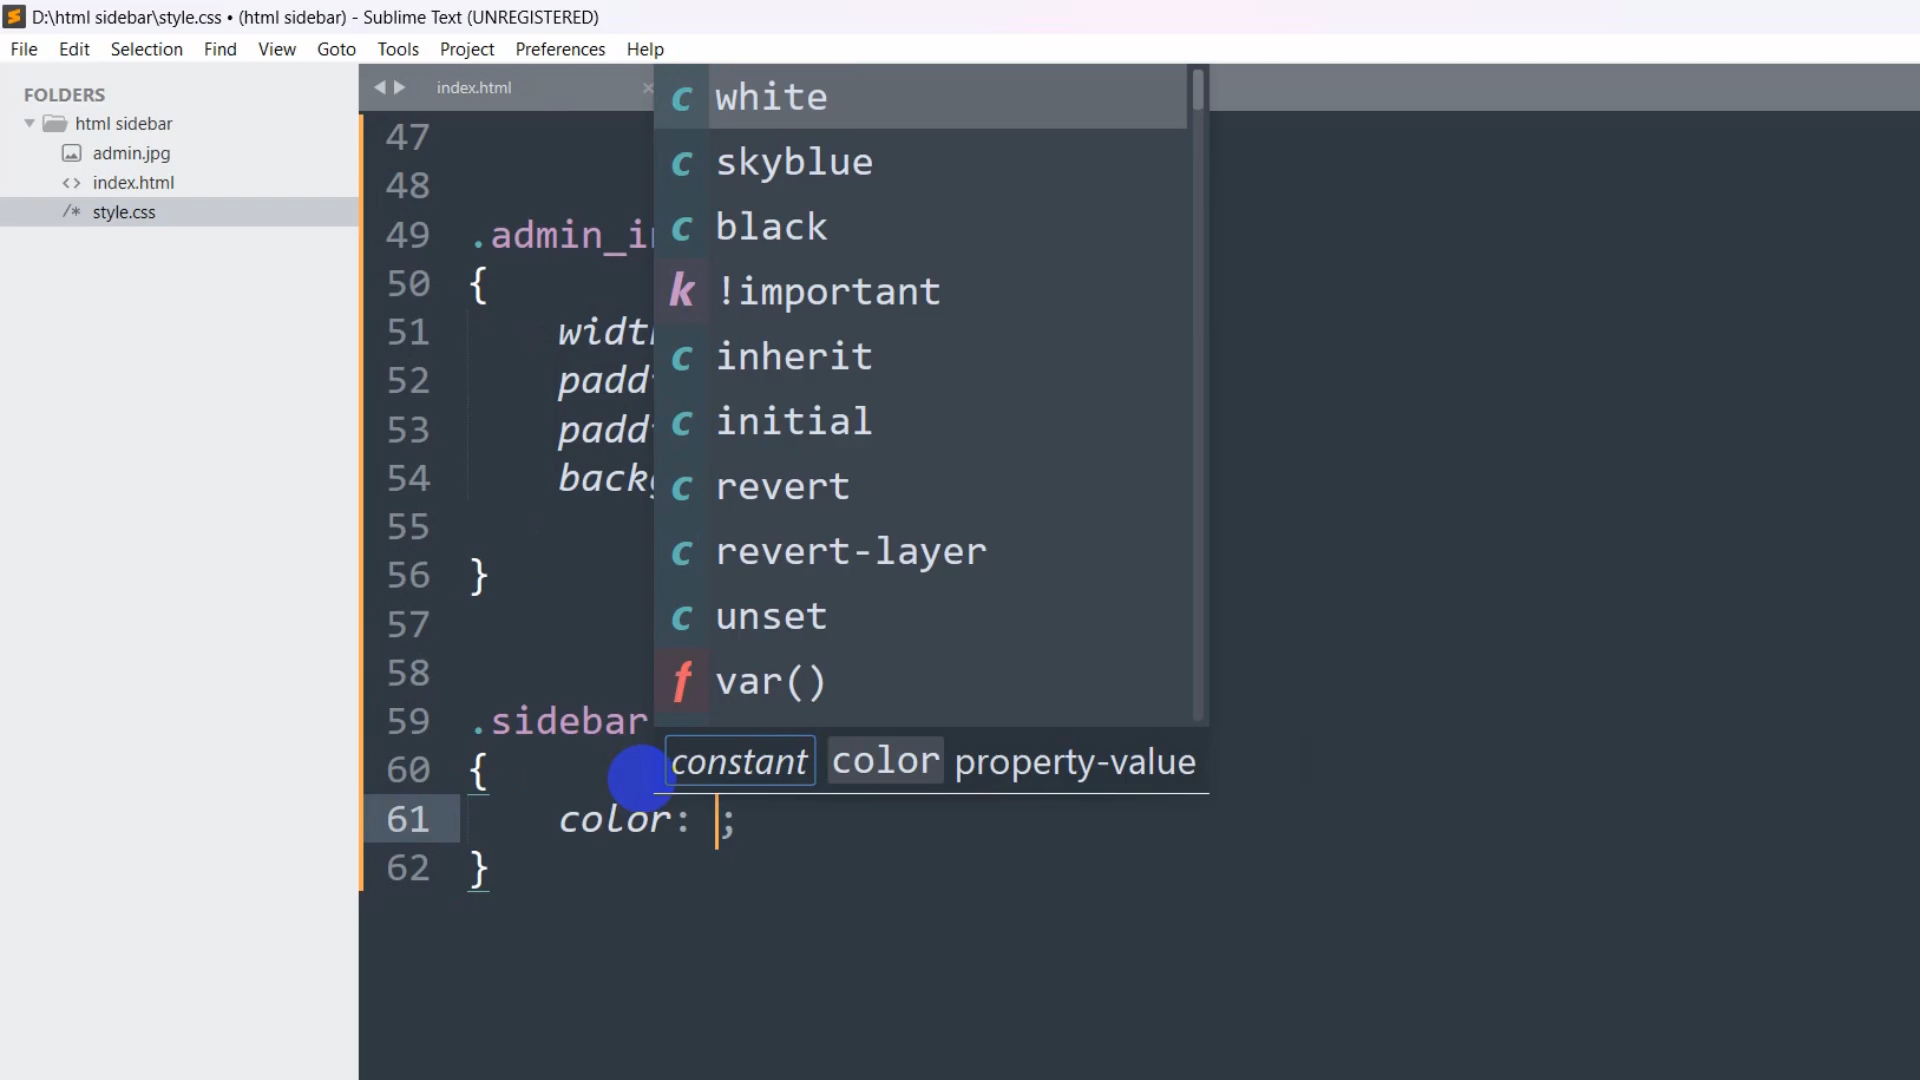 D:\html sidebar\style.css • (html sidebar) - Sublime Text (UNREGISTERED)
File Edit Selection Find View Goto Tools Project Preferences Help
FOLDERS
html sidebar
admin.jpg
index.html
/* style.css
index.html
47
48
49 .admin_i
50 {
51 widt
52 padd
53 padd
54 back
55
56 }
57
58
59 .sidebar
60 {
61 color: ;
62 }
c white
c skyblue
c black
k !important
c inherit
c initial
c revert
c revert-layer
c unset
f var()
constant color property-value